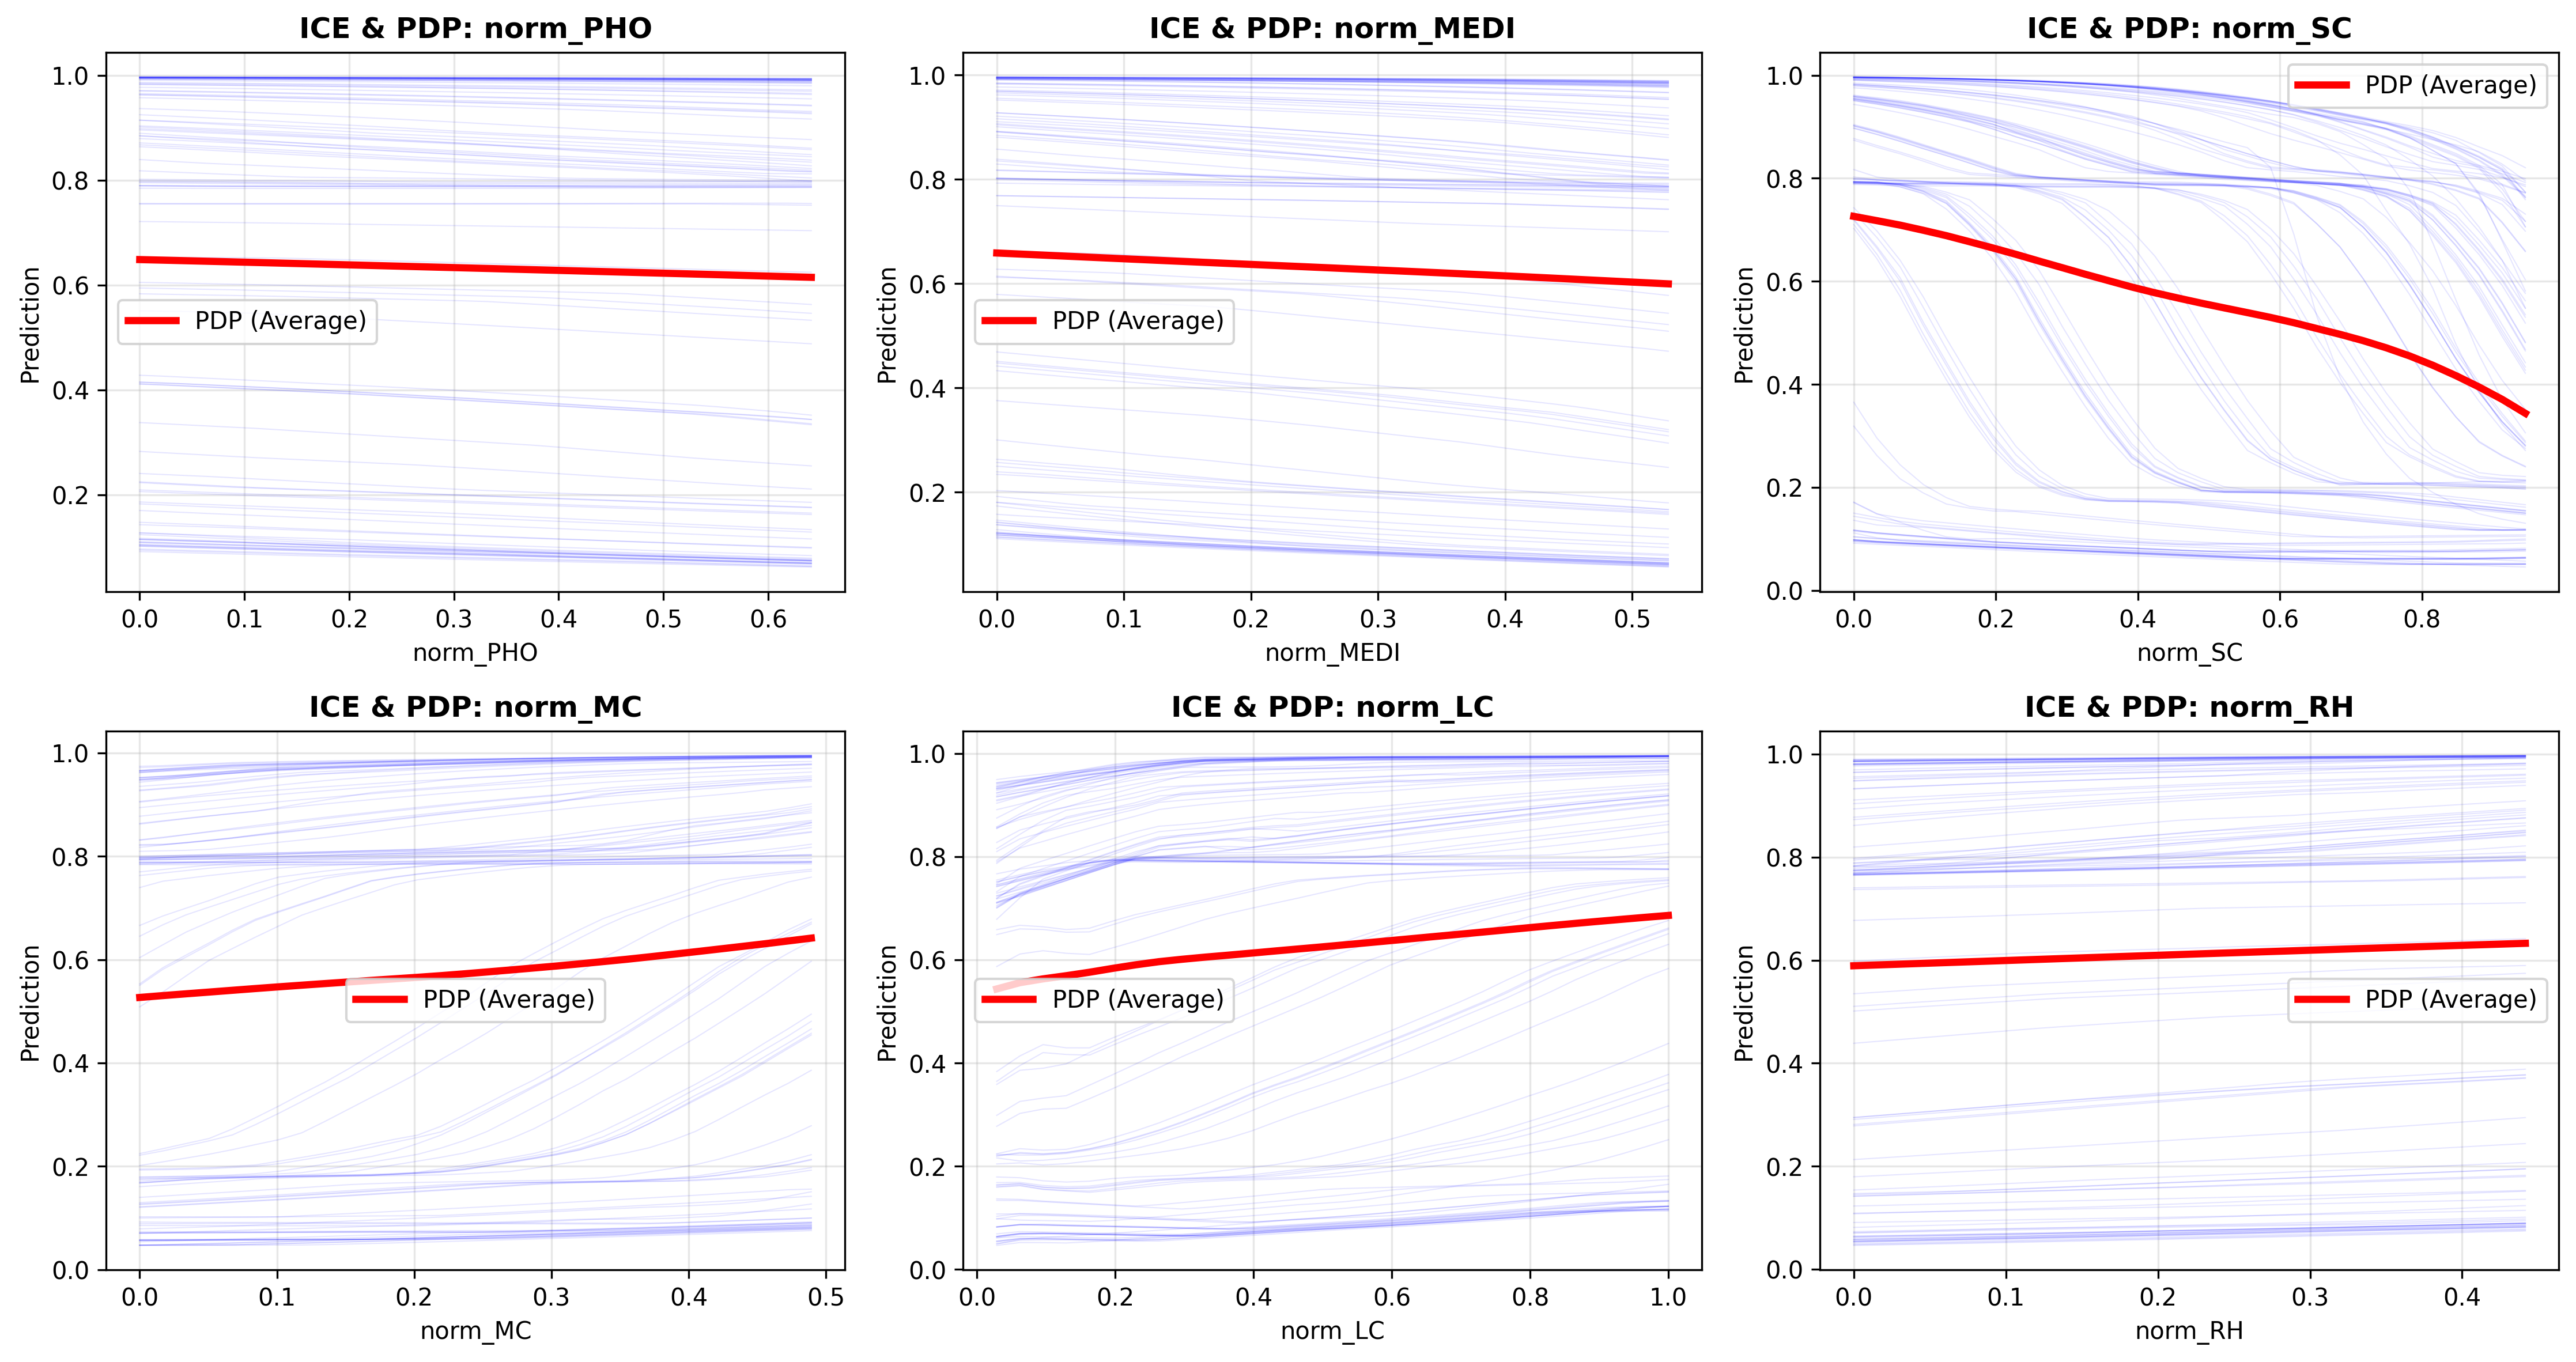 ICE & PDP: norm_PHO
1.0
0.8
0.6
0.4
0.2
Prediction
PDP (Average)
0.0 0.1 0.2 0.3 0.4 0.5 0.6
norm_PHO
ICE & PDP: norm_MEDI
1.0
0.8
0.6
0.4
0.2
Prediction
PDP (Average)
0.0 0.1 0.2 0.3 0.4 0.5
norm_MEDI
ICE & PDP: norm_SC
1.0
0.8
0.6
0.4
0.2
0.0
Prediction
PDP (Average)
0.0 0.2 0.4 0.6 0.8
norm_SC
ICE & PDP: norm_MC
1.0
0.8
0.6
0.4
0.2
0.0
Prediction
PDP (Average)
0.0 0.1 0.2 0.3 0.4 0.5
norm_MC
ICE & PDP: norm_LC
1.0
0.8
0.6
0.4
0.2
0.0
Prediction
PDP (Average)
0.0 0.2 0.4 0.6 0.8 1.0
norm_LC
ICE & PDP: norm_RH
1.0
0.8
0.6
0.4
0.2
0.0
Prediction
PDP (Average)
0.0 0.1 0.2 0.3 0.4
norm_RH